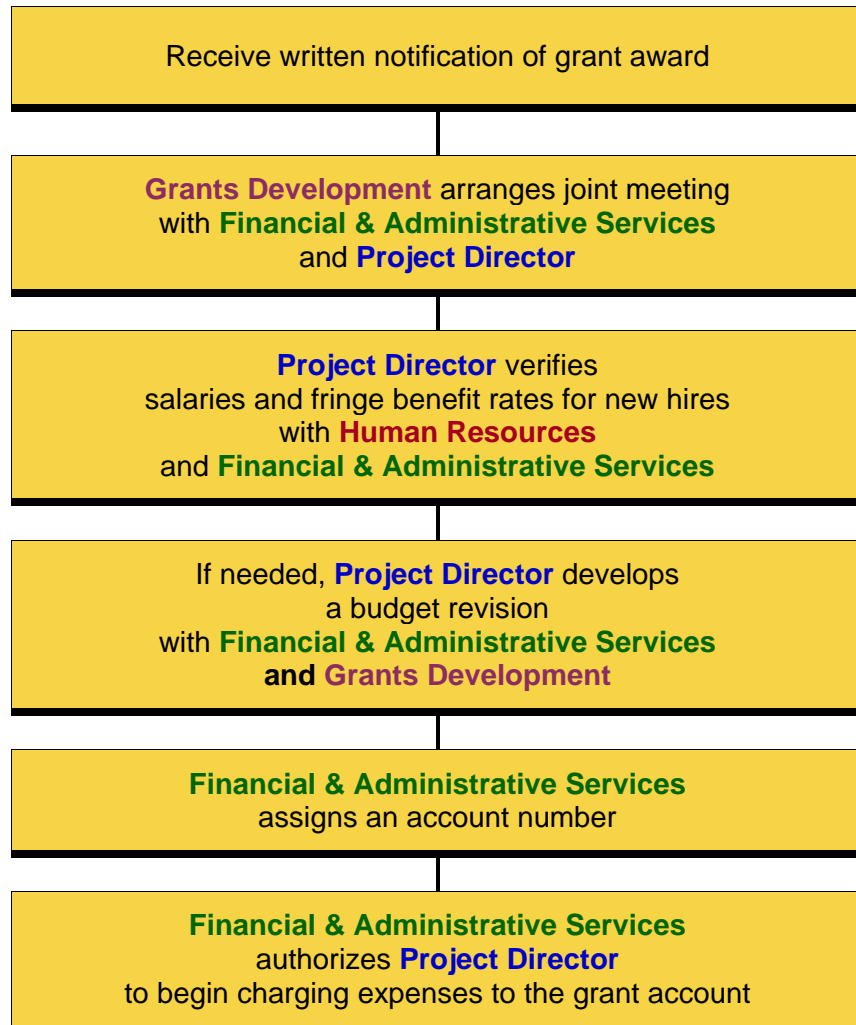 Receive written notification of grant award
Grants Development arranges joint meeting
with Financial & Administrative Services
and Project Director
Project Director verifies
salaries and fringe benefit rates for new hires
with Human Resources
and Financial & Administrative Services
If needed, Project Director develops
a budget revision
with Financial & Administrative Services
and Grants Development
Financial & Administrative Services
assigns an account number
Financial & Administrative Services
authorizes Project Director
to begin charging expenses to the grant account